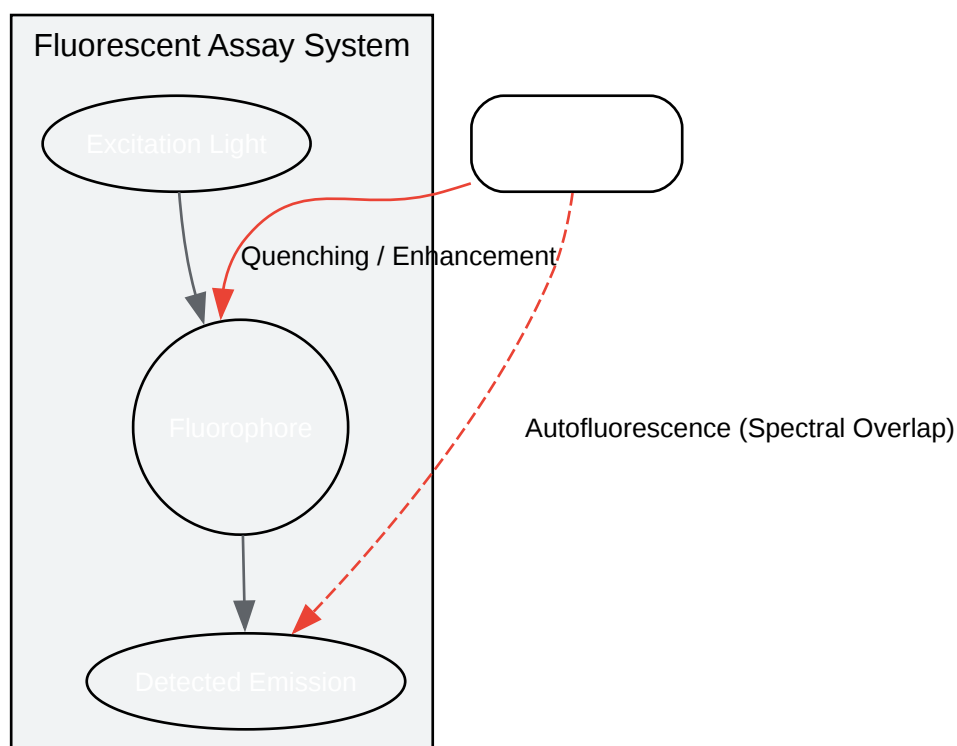 Fluorescent Assay System
Excitation Light
Quenching / Enhancement
Fluorophore
Autofluorescence (Spectral Overlap)
Detected Emission